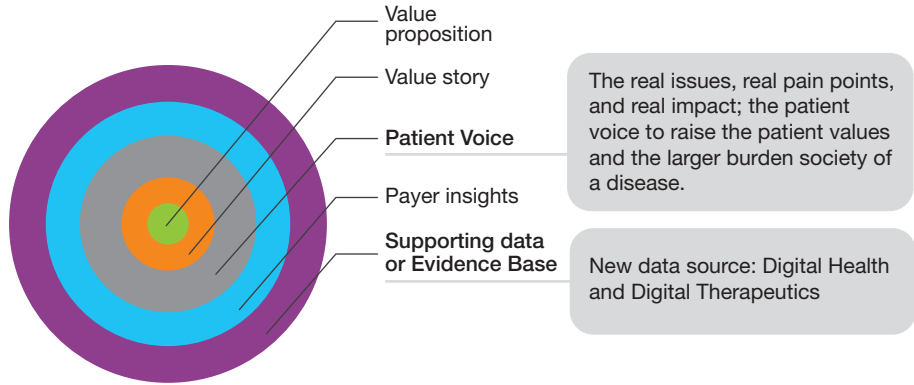 Value
proposition
Value story
Patient Voice
Payer insights
Supporting data
or Evidence Base
The real issues, real pain points,
and real impact; the patient
voice to raise the patient values
and the larger burden society of
a disease.
New data source: Digital Health
and Digital Therapeutics